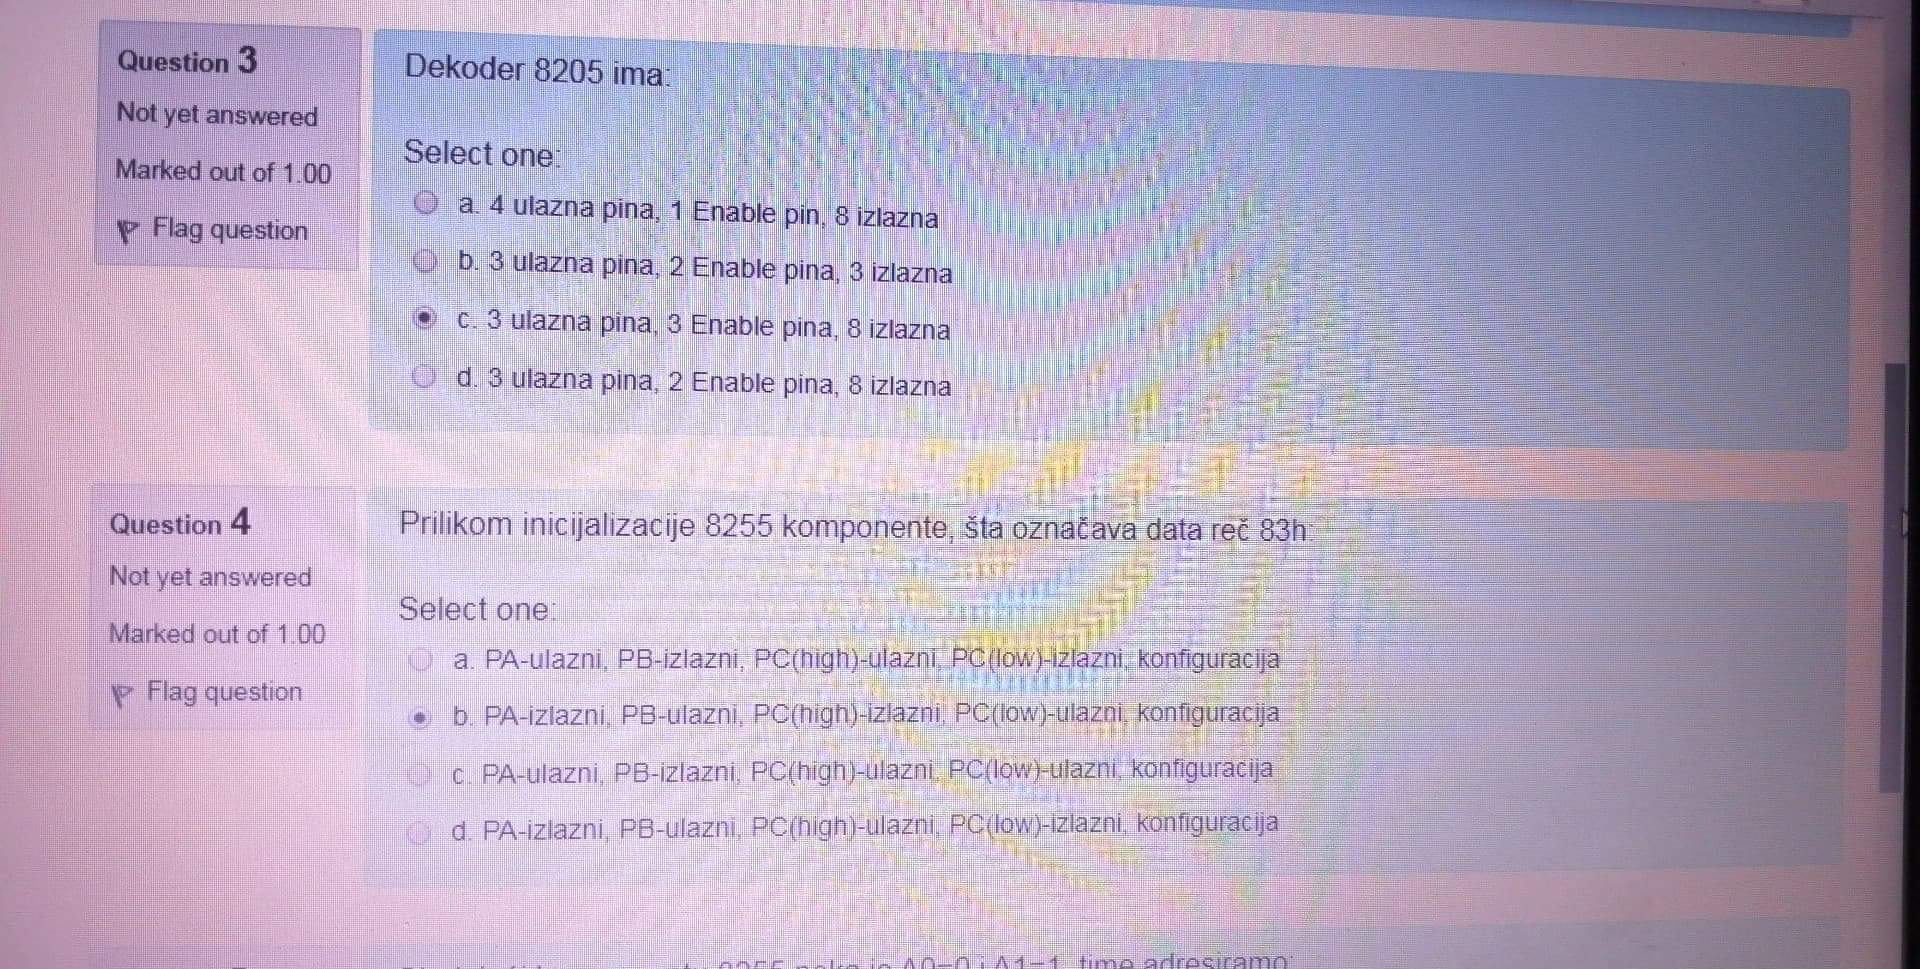 Question 3
Not yet answered
Marked out of 1.00
Flag question
Dekoder 8205 ima:
Select one:
a. 4 ulazna pina, 1 Enable pin, 8 izlazna
b. 3 ulazna pina, 2 Enable pina, 3 izlazna
c. 3 ulazna pina, 3 Enable pina, 8 izlazna
d. 3 ulazna pina, 2 Enable pina, 8 izlazna
Question 4
Not yet answered
Marked out of 1.00
Flag question
Prilikom inicijalizacije 8255 komponente, šta označava data reč 83h:
Select one:
a. PA-ulazni, PB-izlazni, PC(high)-ulazni, PC(low)-izlazni, konfiguracija
b. PA-izlazni, PB-ulazni, PC(high)-izlazni, PC(low)-ulazni, konfiguracija
c. PA-ulazni, PB-izlazni, PC(high)-ulazni, PC(low)-ulazni, konfiguracija
d. PA-izlazni, PB-ulazni, PC(high)-ulazni, PC(low)-izlazni, konfiguracija
8255 neka je A0=0 i A1=1, time adresiramo: